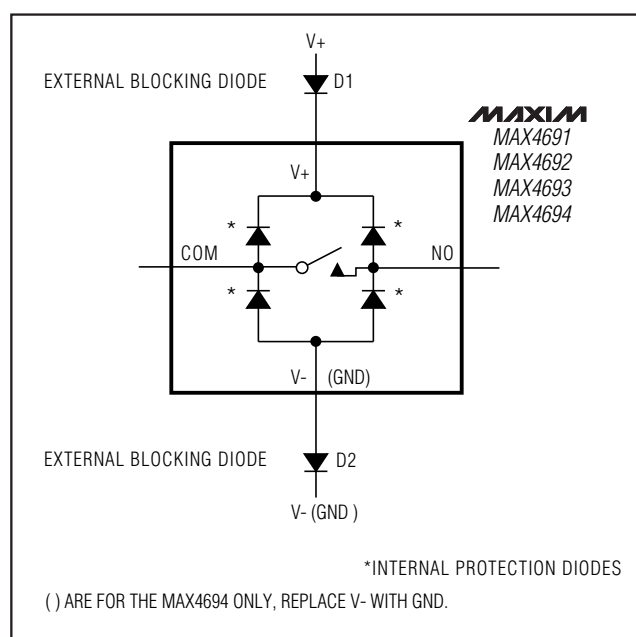 V+
EXTERNAL BLOCKING DIODE D1
MAXIM
MAX4691
MAX4692
MAX4693
MAX4694
V+
* *
COM NO
* *
V- (GND)
EXTERNAL BLOCKING DIODE D2
V- (GND )
*INTERNAL PROTECTION DIODES
( ) ARE FOR THE MAX4694 ONLY, REPLACE V- WITH GND.